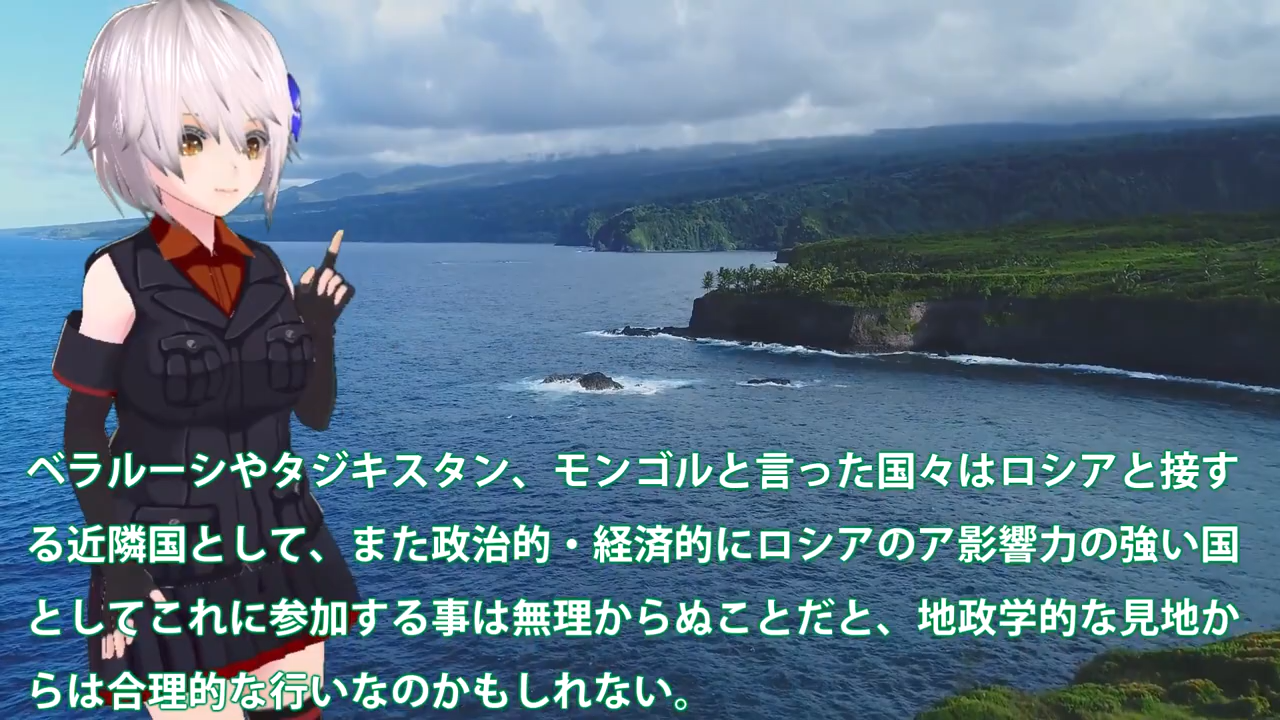 ベラルーシやタジキスタン、モンゴルと言った国々はロシアと接す
る近隣国として、また政治的・経済的にロシアのア影響力の強い国
としてこれに参加する事は無理からぬことだと、地政学的な見地か
らは合理的な行いなのかもしれない。